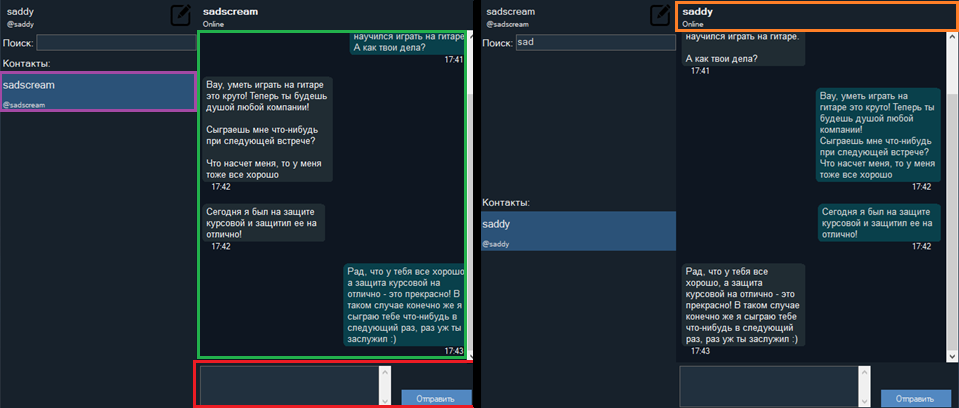 saddy
@saddy
Поиск:
Контакты:
sadscream
@sadscream
sadscream
Online
научился играть на гитаре.
А как твои дела?
17:41
Вау, уметь играть на гитаре
это круто! Теперь ты будешь
душой любой компании!
Сыграешь мне что-нибудь
при следующей встрече?
Что насчет меня, то у меня
тоже все хорошо
17:42
Сегодня я был на защите
курсовой и защитил ее на
отлично!
17:42
Рад, что у тебя все хорошо,
а защита курсовой на
отлично - это прекрасно! В
таком случае конечно же я
сыграю тебе что-нибудь в
следующий раз, раз уж ты
заслужил :)
17:43
Отправить
sadscream
@sadscream
Поиск: sad
Контакты:
saddy
@saddy
saddy
Online
научился играть на гитаре.
А как твои дела?
17:41
Вау, уметь играть на
гитаре это круто! Теперь ты
будешь душой любой
компании!
Сыграешь мне что-нибудь
при следующей встрече?
Что насчет меня, то у меня
тоже все хорошо
17:42
Сегодня я был на защите
курсовой и защитил ее на
отлично!
17:42
Рад, что у тебя все
хорошо, а защита
курсовой на отлично - это
прекрасно! В таком случае
конечно же я сыграю тебе
что-нибудь в следующий
раз, раз уж ты заслужил :)
17:43
Отправить